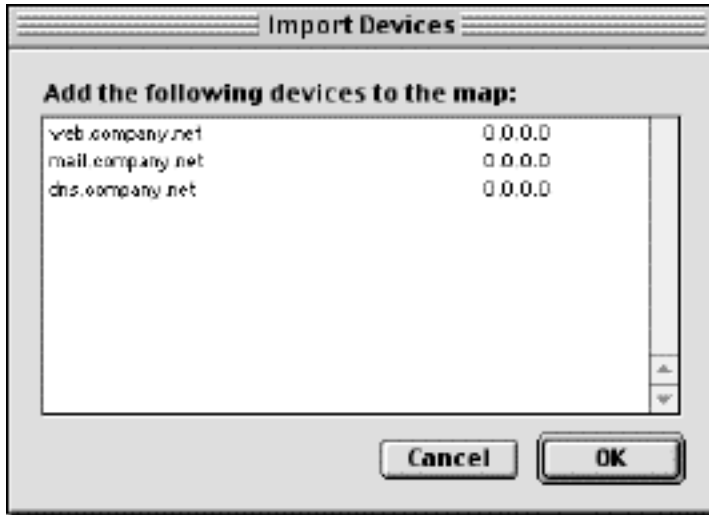 Import Devices
Add the following devices to the map:
web.company.net 0.0.0.0
mail.company.net 0.0.0.0
dns.company.net 0.0.0.0
Cancel OK